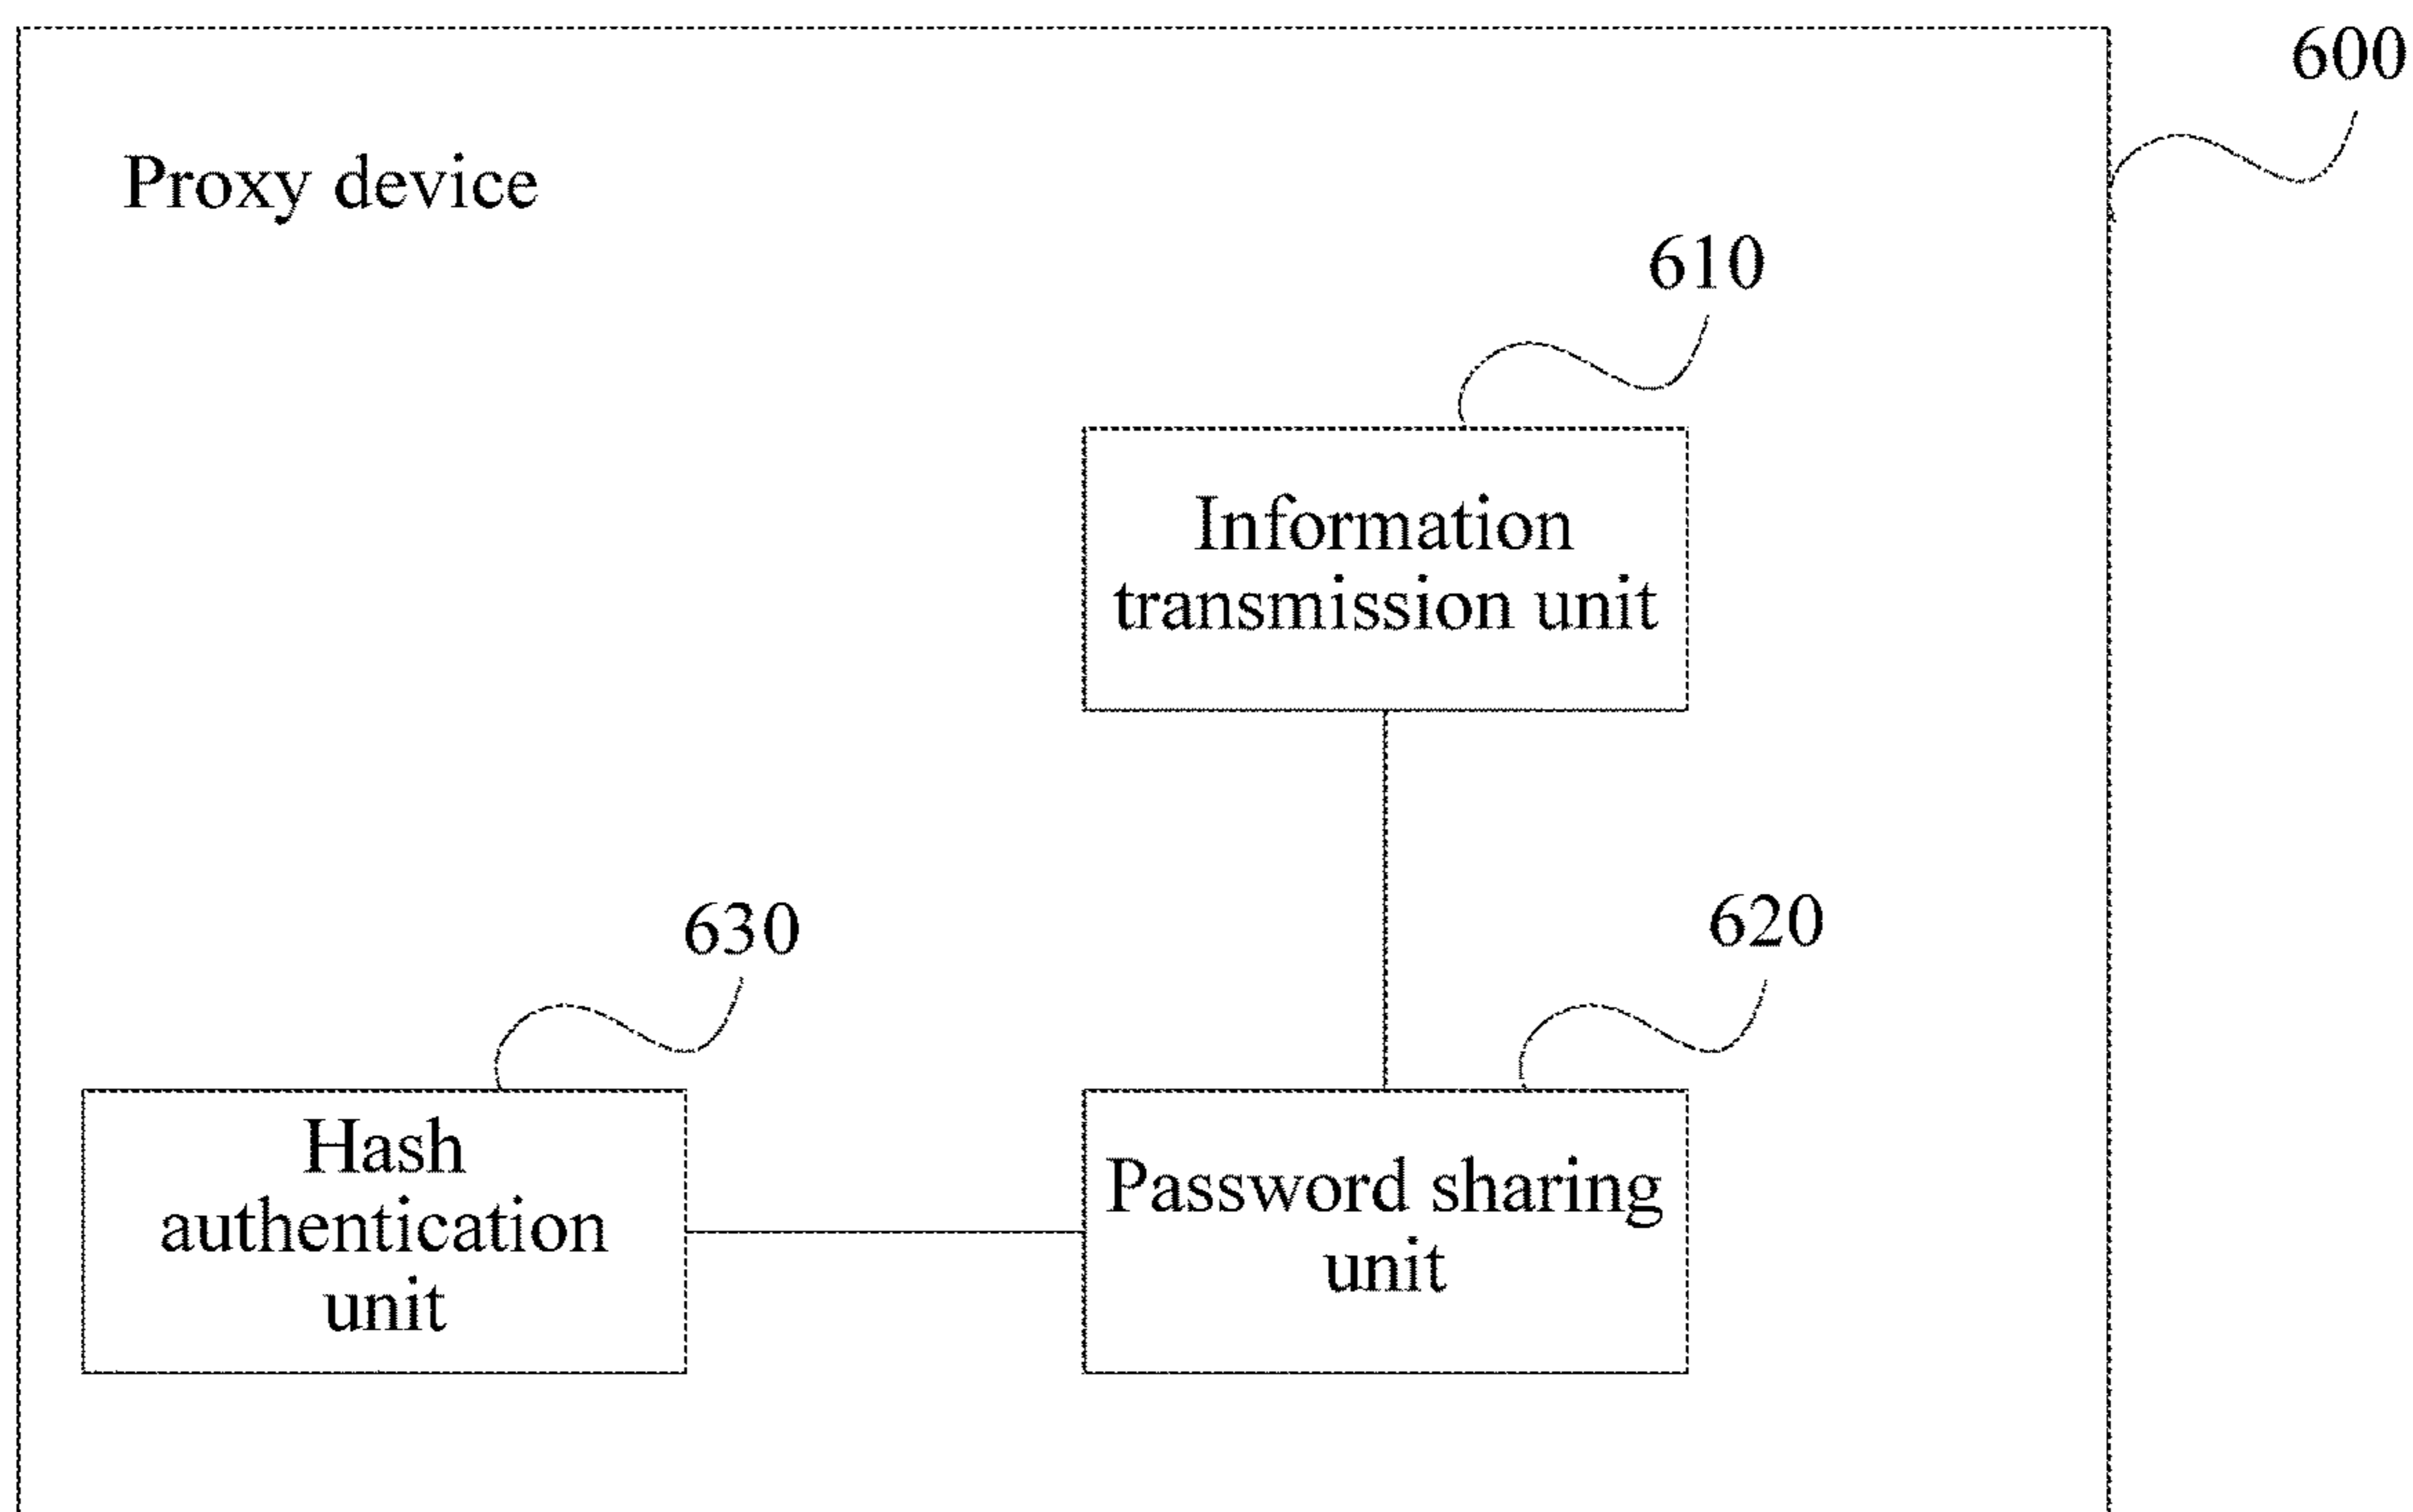 600
Proxy device
610
Information
transmission unit
630
620
Hash
authentication
unit
Password sharing
unit